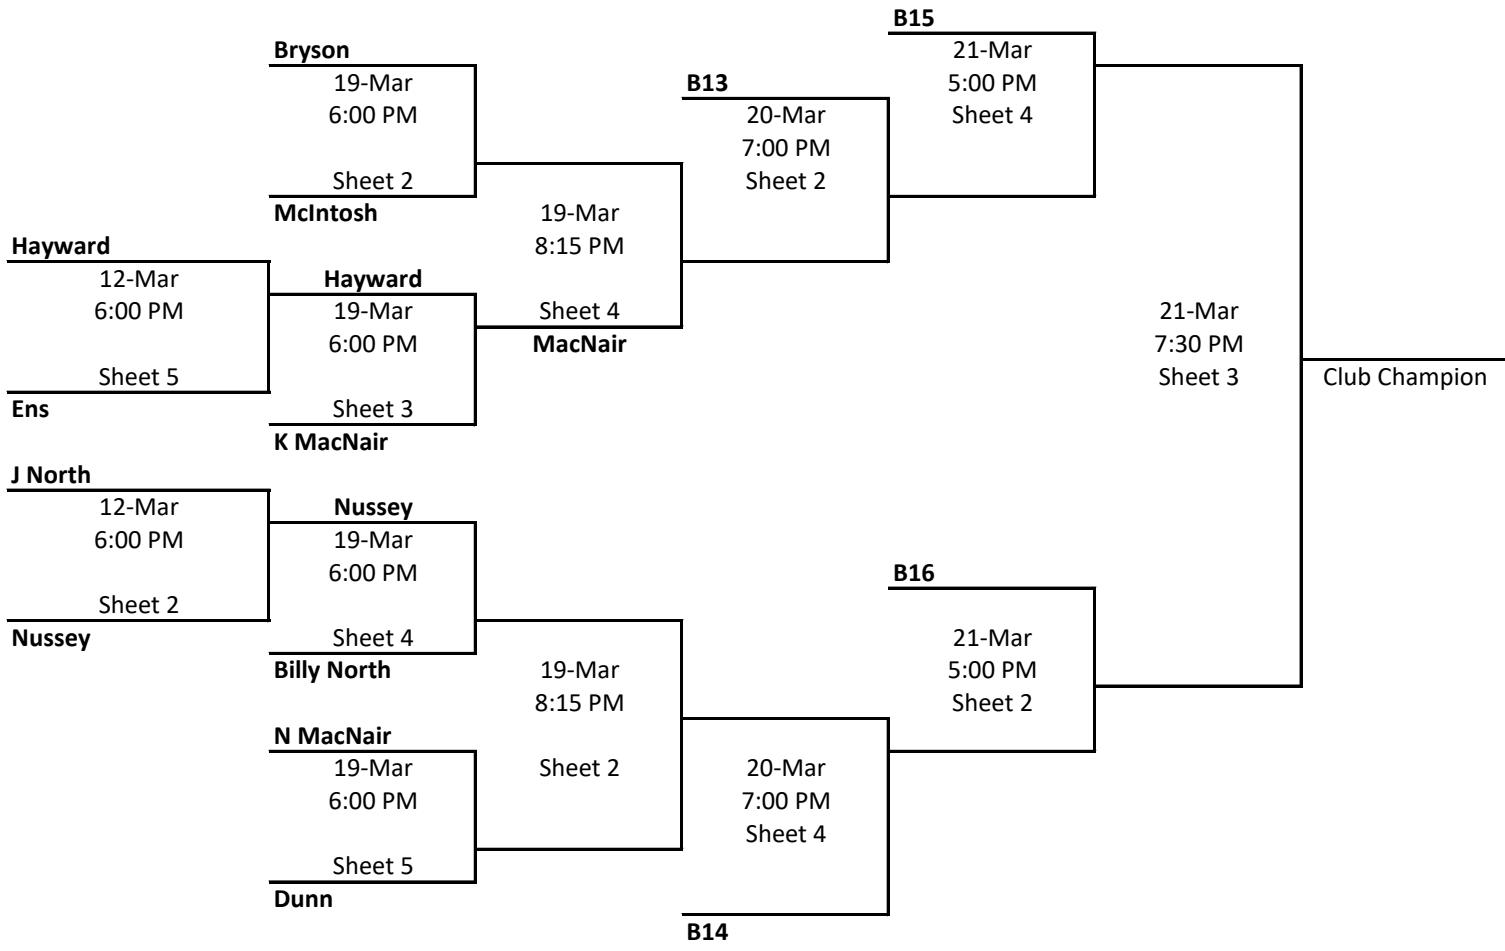 B15
Bryson
21-Mar
19-Mar
B13
5:00 PM
6:00 PM
20-Mar
Sheet 4
7:00 PM
Sheet 2
Sheet 2
McIntosh
19-Mar
Hayward
8:15 PM
12-Mar
Hayward
6:00 PM
19-Mar
Sheet 4
21-Mar
6:00 PM
MacNair
7:30 PM
Sheet 5
Sheet 3
Club Champion
Ens
Sheet 3
K MacNair
J North
12-Mar
Nussey
6:00 PM
19-Mar
6:00 PM
B16
Sheet 2
Nussey
Sheet 4
21-Mar
Billy North
19-Mar
5:00 PM
8:15 PM
Sheet 2
N MacNair
19-Mar
Sheet 2
20-Mar
6:00 PM
7:00 PM
Sheet 4
Sheet 5
Dunn
B14